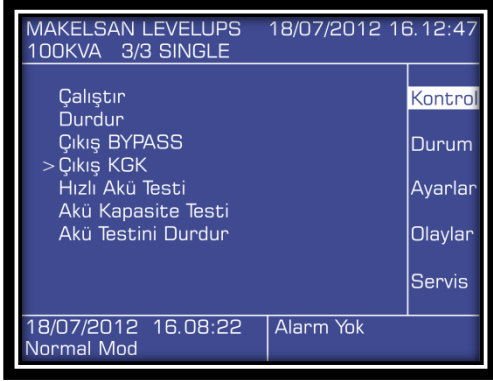 MAKELSAN LEVELUPS 18/07/2012 16.12:47
100KVA 3/3 SINGLE
Çalıştır
Durdur
Çıkış BYPASS
>Çıkış KGK
Hızlı Akü Testi
Akü Kapasite Testi
Akü Testini Durdur
Kontrol
Durum
Ayarlar
Olaylar
Servis
18/07/2012 16.08:22
Normal Mod
Alarm Yok